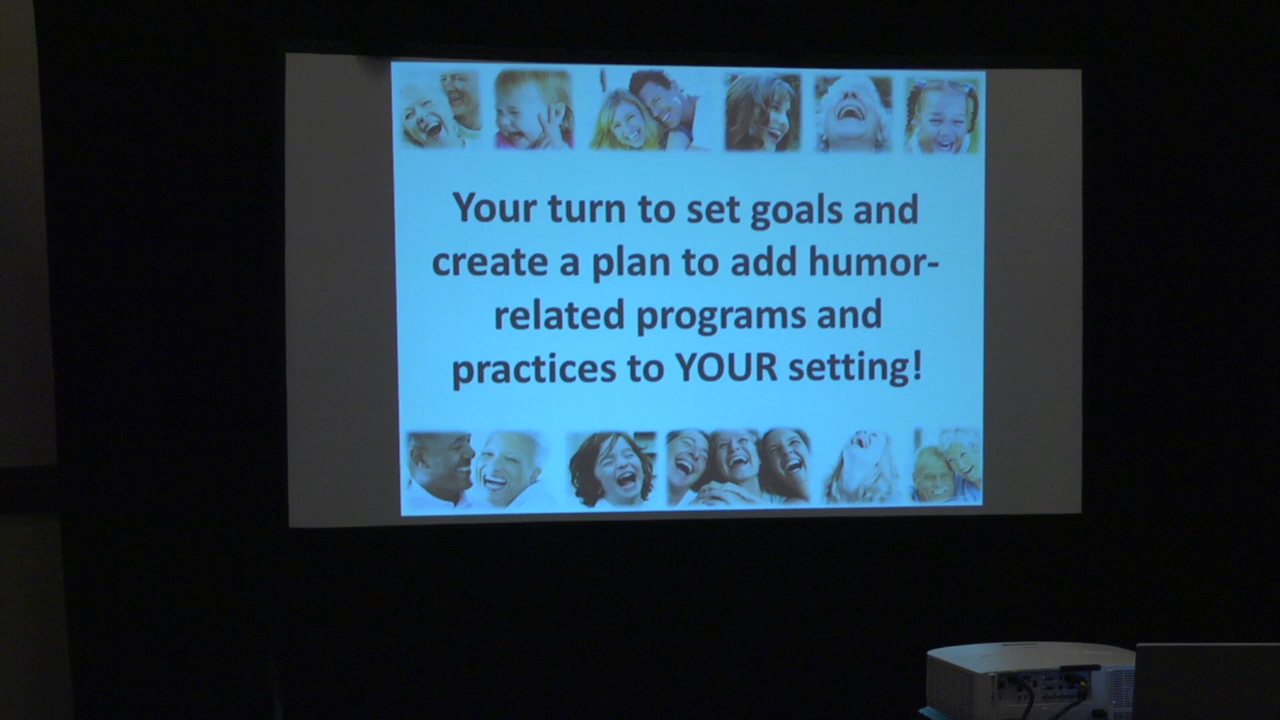 Your turn to set goals and
create a plan to add humor-
related programs and
practices to YOUR setting!